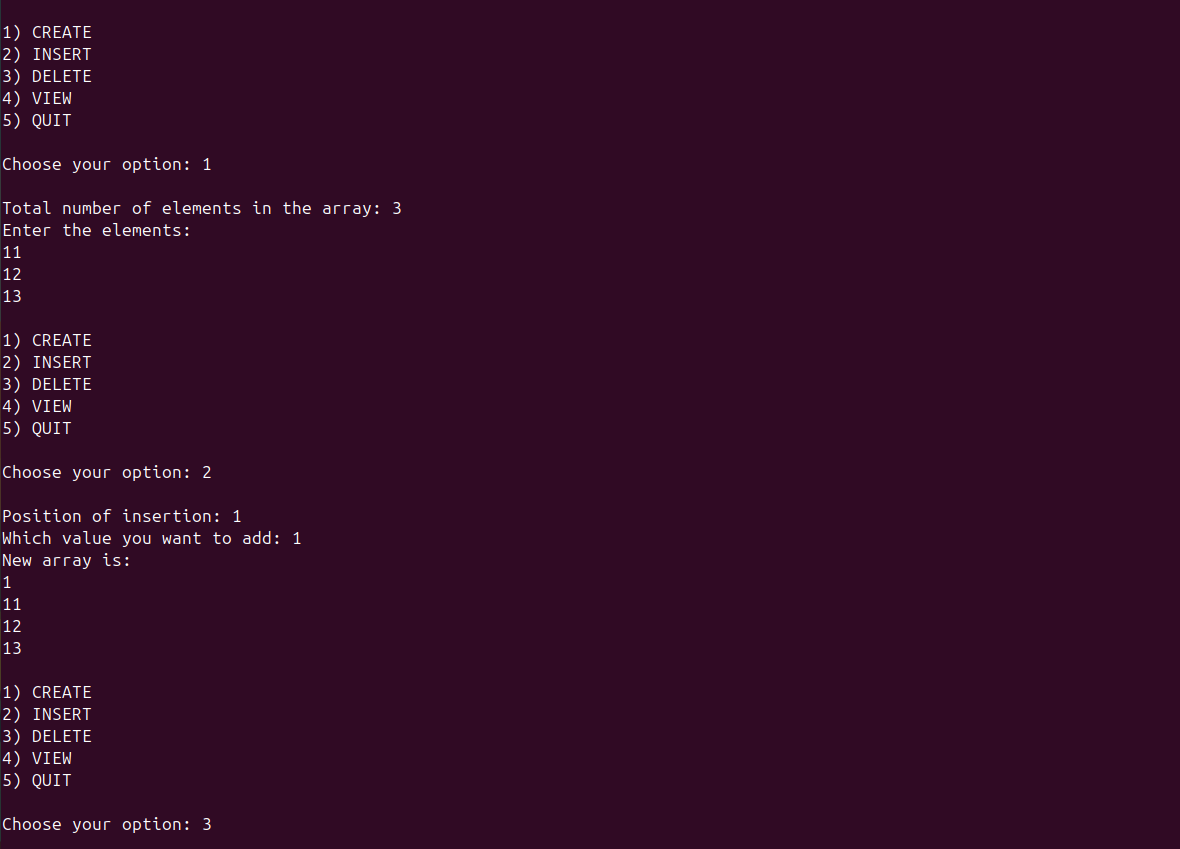 1) CREATE
2) INSERT
3) DELETE
4) VIEW
5) QUIT
Choose your option: 1
Total number of elements in the array: 3
Enter the elements:
11
12
13
1) CREATE
2) INSERT
3) DELETE
4) VIEW
5) QUIT
Choose your option: 2
Position of insertion: 1
Which value you want to add: 1
New array is:
1
11
12
13
1) CREATE
2) INSERT
3) DELETE
4) VIEW
5) QUIT
Choose your option: 3